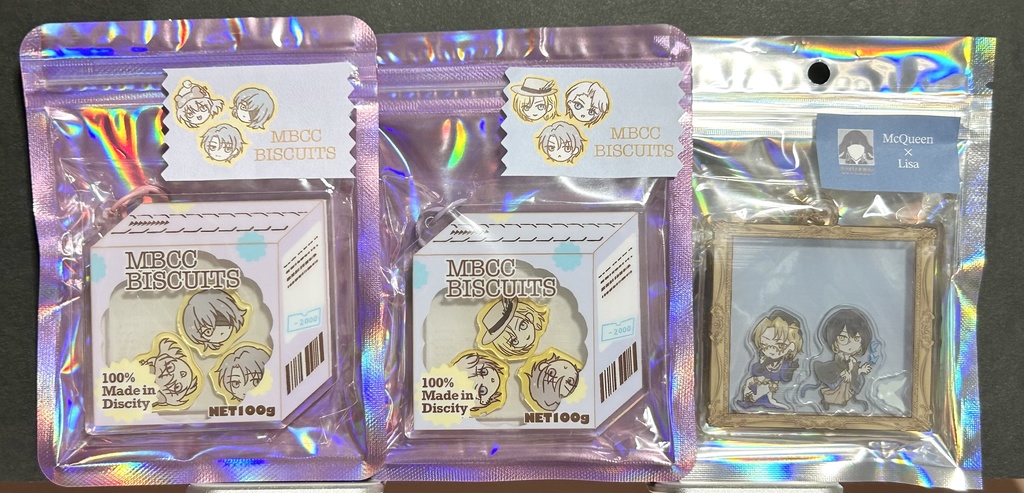 MBCC
BISCUITS
MBCC
BISCUITS
100%
Made in
Discity
NET100g
MBCC
BISCUITS
MBCC
BISCUITS
100%
Made in
Discity
NET100g
McQueen
×
Lisa